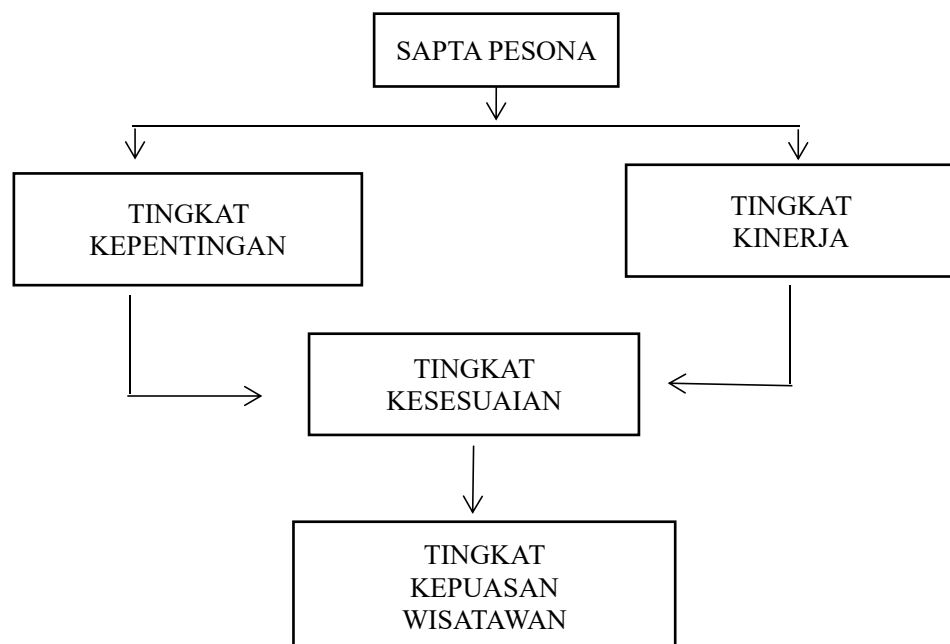 SAPTA PESONA
TINGKAT
KEPENTINGAN
TINGKAT
KINERJA
TINGKAT
KESESUAIAN
TINGKAT
KEPUASAN
WISATAWAN